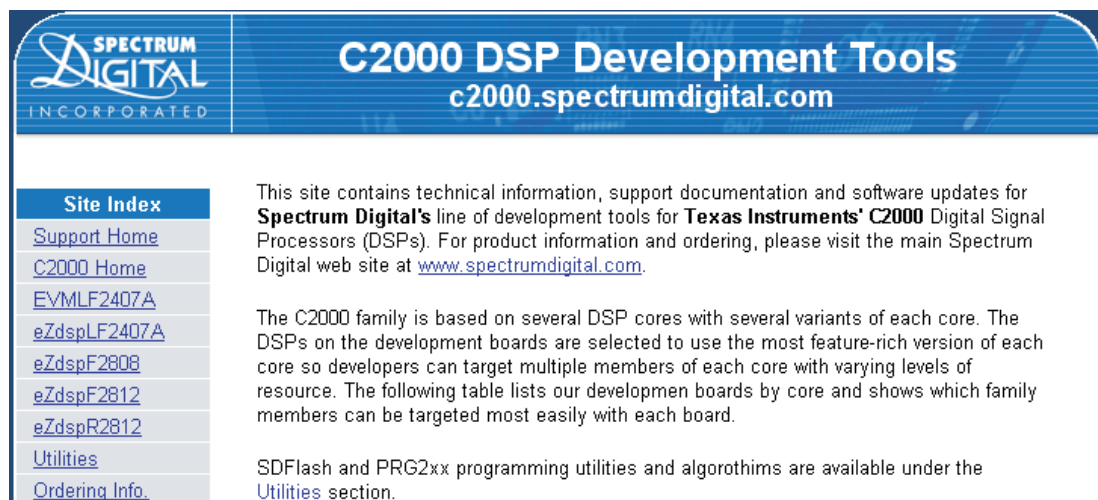 SPECTRUM
DIGITAL
INCORPORATED
C2000 DSP Development Tools
c2000.spectrumdigital.com
Site Index
Support Home
C2000 Home
EVMLF2407A
eZdspLF2407A
eZdspF2808
eZdspF2812
eZdspR2812
Utilities
Ordering Info.
This site contains technical information, support documentation and software updates for
Spectrum Digital's line of development tools for Texas Instruments' C2000 Digital Signal
Processors (DSPs). For product information and ordering, please visit the main Spectrum
Digital web site at www.spectrumdigital.com.
The C2000 family is based on several DSP cores with several variants of each core. The
DSPs on the development boards are selected to use the most feature-rich version of each
core so developers can target multiple members of each core with varying levels of
resource. The following table lists our developmen boards by core and shows which family
members can be targeted most easily with each board.
SDFlash and PRG2xx programming utilities and algorothims are available under the
Utilities section.